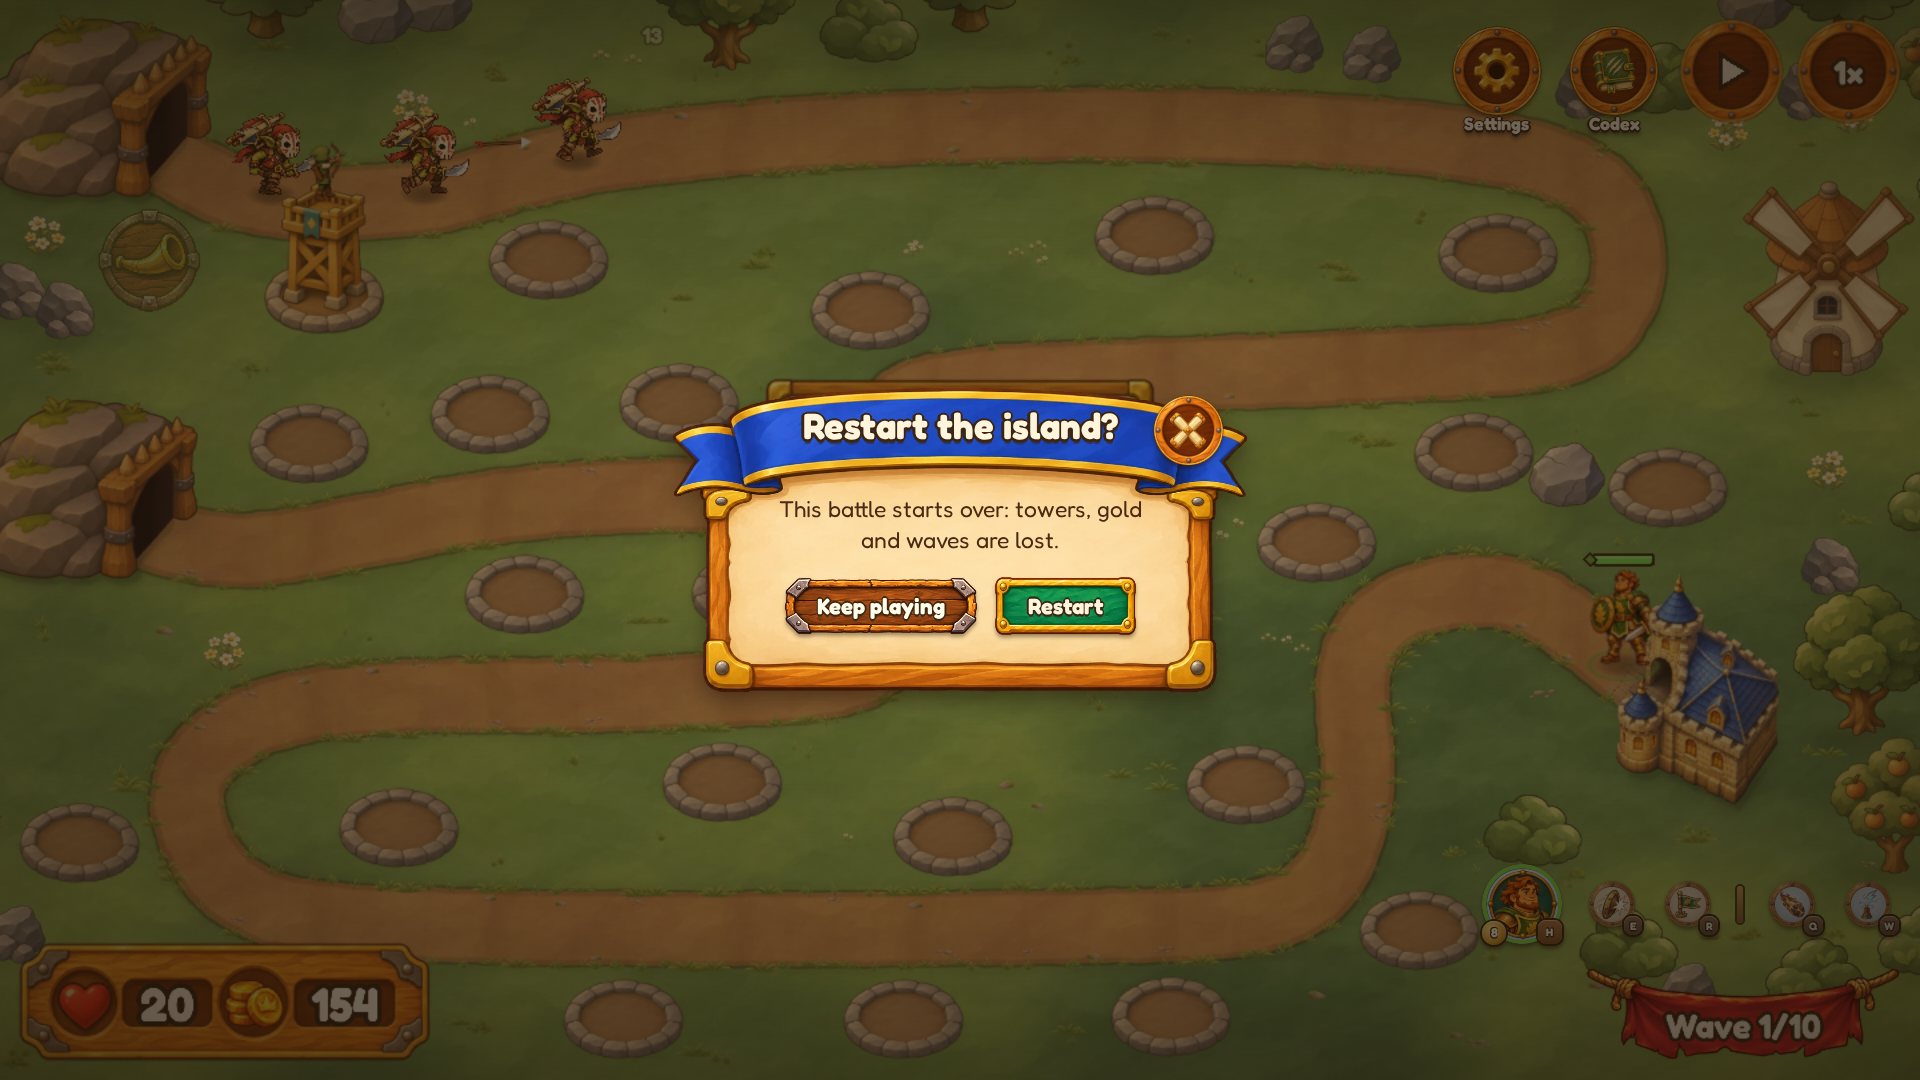 13
Settings
Codex
1x
Restart the island?
This battle starts over: towers, gold
and waves are lost.
Keep playing
Restart
8
H
E
R
Q
W
20
154
Wave 1/10